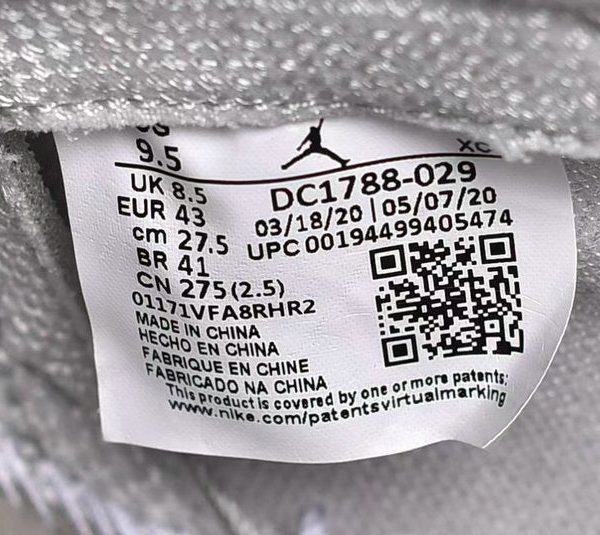 US
9.5
XC
UK 8.5
EUR 43
cm 27.5
BR 41
CN 275(2.5)
DC1788-029
03/18/20 | 05/07/20
UPC 00194499405474
01171VFA8RHR2
MADE IN CHINA
HECHO EN CHINA
FABRIQUE EN CHINE
FABRICADO NA CHINA
This product is covered by one or more patents:
www.nike.com/patentsvirtualmarking